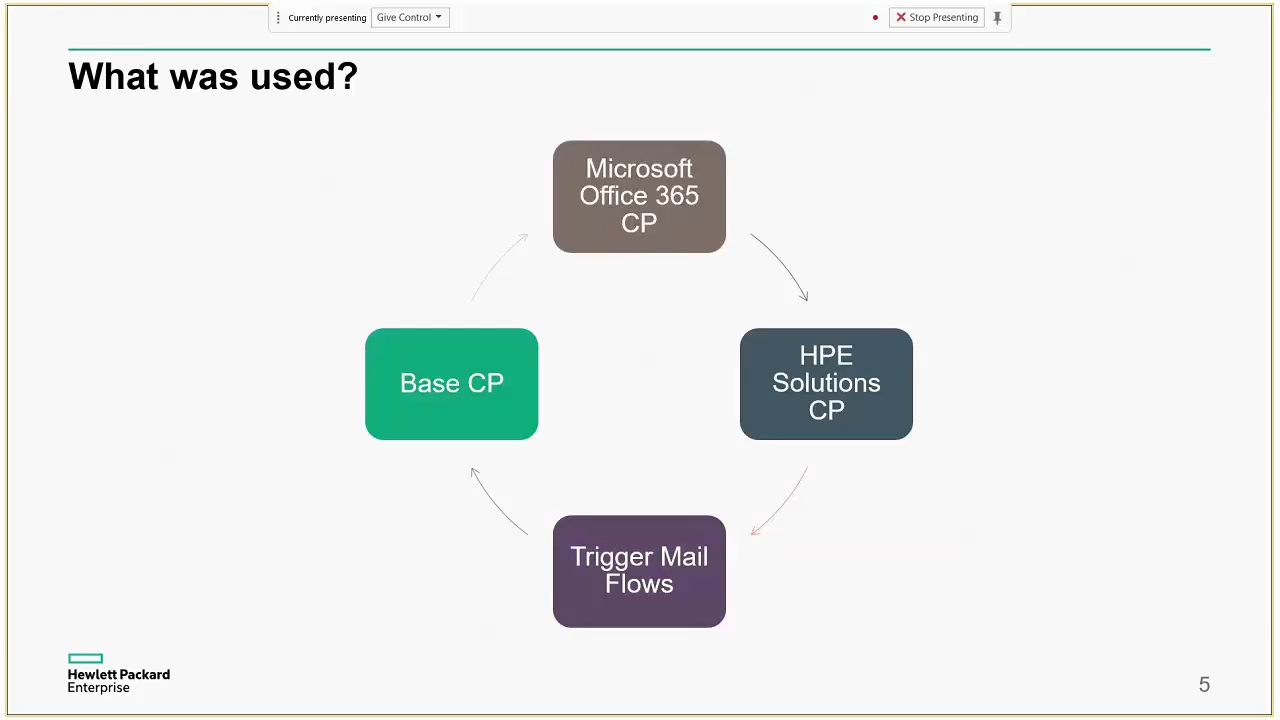 Currently presenting
Give Control
Stop Presenting
What was used?
Microsoft
Office 365
CP
Base CP
HPE
Solutions
CP
Trigger Mail
Flows
Hewlett Packard
Enterprise
5